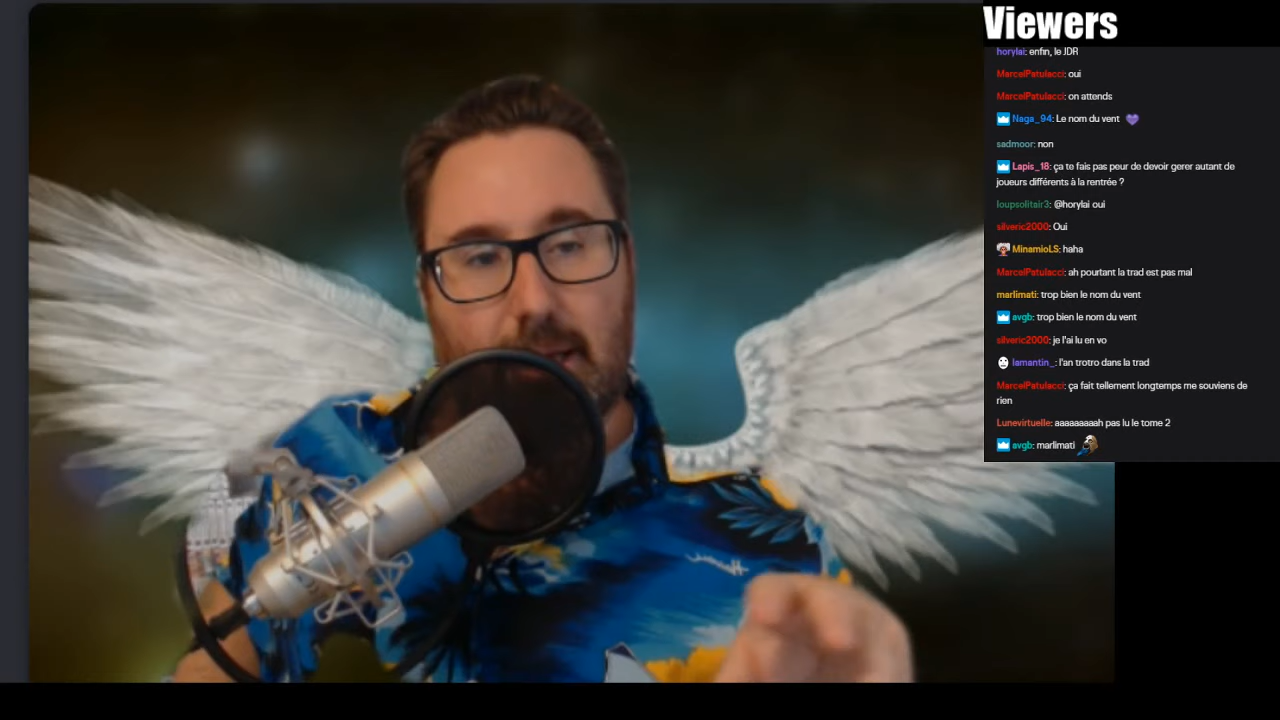 Viewers
horylai: enfin, le JDR
MarcelPatulacci: oui
MarcelPatulacci: on attends
Naga_94: Le nom du vent
sadmoor: non
Lapis_18: ça te fais pas peur de devoir gerer autant de
joueurs différents à la rentrée ?
loupsolitair3: @horylai oui
silveric2000: Oui
MinamioLS: haha
MarcelPatulacci: ah pourtant la trad est pas mal
marlimati: trop bien le nom du vent
avgb: trop bien le nom du vent
silveric2000: je l'ai lu en vo
lamantin_: l'an trotro dans la trad
MarcelPatulacci: ça fait tellement longtemps me souviens de
rien
Lunevirtuelle: aaaaaaaaah pas lu le tome 2
avgb: marlimati